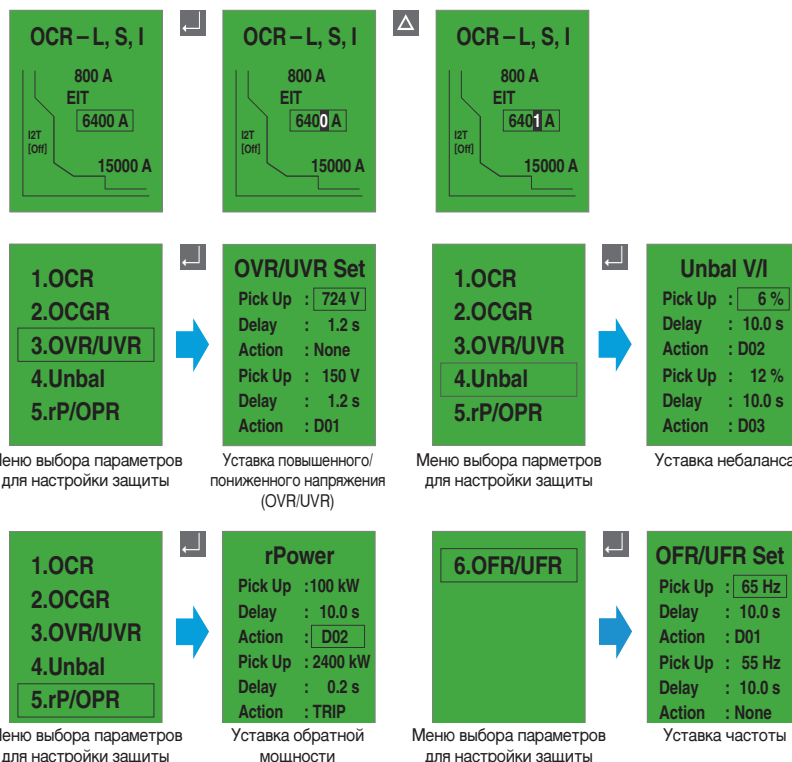 OCR – L, S, I
800 A
EIT
6400 A
I2T
[Off]
15000 A
OCR – L, S, I
800 A
EIT
6400 A
I2T
[Off]
15000 A
OCR – L, S, I
800 A
EIT
6401 A
I2T
[Off]
15000 A
1.OCR
2.OCGR
3.OVR/UVR
4.Unbal
5.rP/OPR
OVR/UVR Set
Pick Up : 724 V
Delay : 1.2 s
Action : None
Pick Up : 150 V
Delay : 1.2 s
Action : D01
1.OCR
2.OCGR
3.OVR/UVR
4.Unbal
5.rP/OPR
Unbal V/I
Pick Up : 6 %
Delay : 10.0 s
Action : D02
Pick Up : 12 %
Delay : 10.0 s
Action : D03
Меню выбора параметров
для настройки защиты
Уставка повышенного/
пониженного напряжения
(OVR/UVR)
Меню выбора парметров
для настройки защиты
Уставка небаланса
1.OCR
2.OCGR
3.OVR/UVR
4.Unbal
5.rP/OPR
rPower
Pick Up :100 kW
Delay : 10.0 s
Action : D02
Pick Up : 2400 kW
Delay : 0.2 s
Action : TRIP
6.OFR/UFR
OFR/UFR Set
Pick Up : 65 Hz
Delay : 10.0 s
Action : D01
Pick Up : 55 Hz
Delay : 10.0 s
Action : None
Меню выбора параметров
для настройки защиты
Уставка обратной
мощности
Меню выбора параметров
для настройки защиты
Уставка частоты